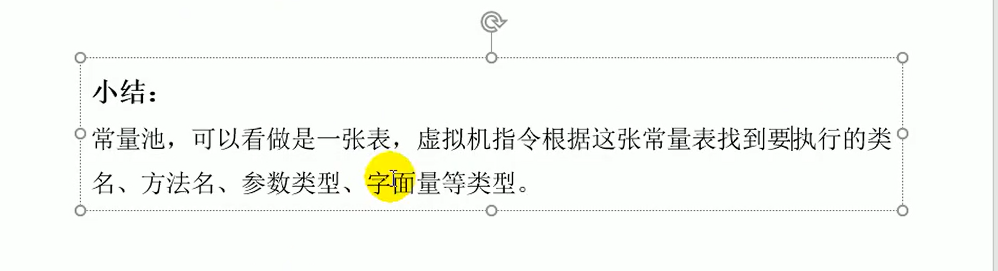 小结：
常量池，可以看做是一张表，虚拟机指令根据这张常量表找到要执行的类
名、方法名、参数类型、字面量等类型。